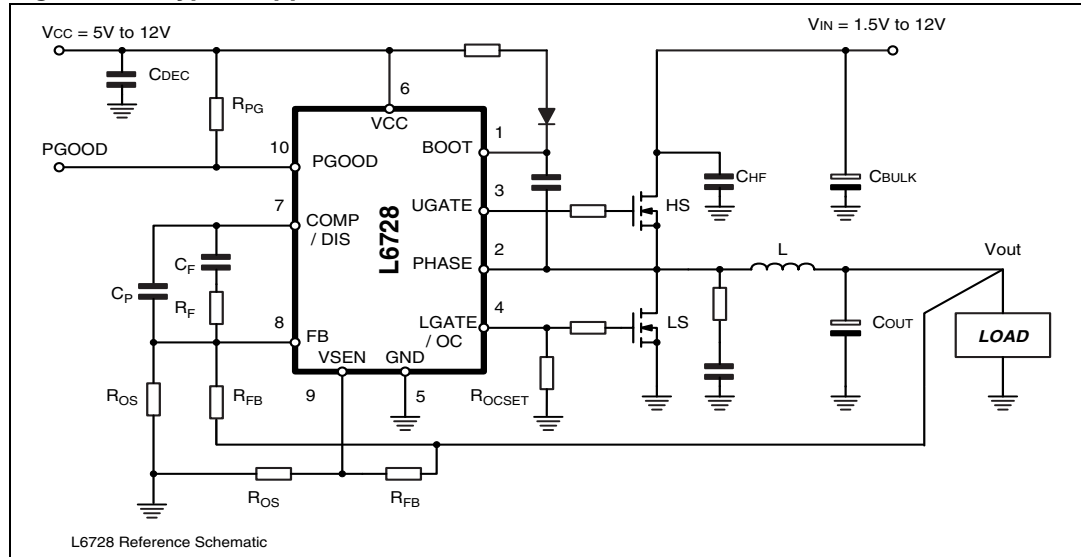 VCC = 5V to 12V
VIN = 1.5V to 12V
CDEC
6
RPG
VCC
1
BOOT
PGOOD
10
PGOOD
CHF
CBULK
3
UGATE
HS
7
COMP
/ DIS
L6728
2
PHASE
L
Vout
CF
CP
RF
4
LGATE
/ OC
LS
8
FB
COUT
LOAD
VSEN
GND
ROS
RFB
9
5
ROCSET
ROS
RFB
L6728 Reference Schematic